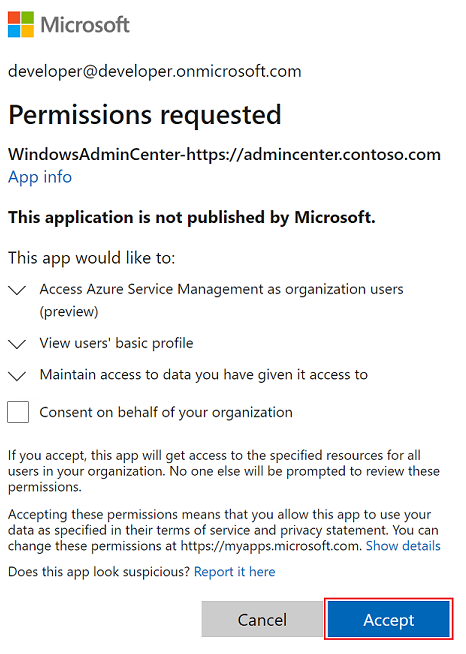 Microsoft
developer@developer.onmicrosoft.com
Permissions requested
WindowsAdminCenter-https://admincenter.contoso.com
App info
This application is not published by Microsoft.
This app would like to:
Access Azure Service Management as organization users
(preview)
View users' basic profile
Maintain access to data you have given it access to
Consent on behalf of your organization
If you accept, this app will get access to the specified resources for all
users in your organization. No one else will be prompted to review these
permissions.
Accepting these permissions means that you allow this app to use your
data as specified in their terms of service and privacy statement. You can
change these permissions at https://myapps.microsoft.com. Show details
Does this app look suspicious? Report it here
Cancel Accept